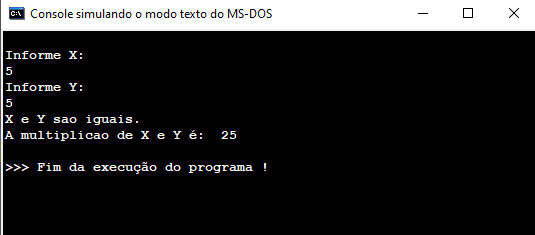 Console simulando o modo texto do MS-DOS
Informe X:
5
Informe Y:
5
X e Y sao iguais.
A multiplicao de X e Y é:  25
>>> Fim da execução do programa !